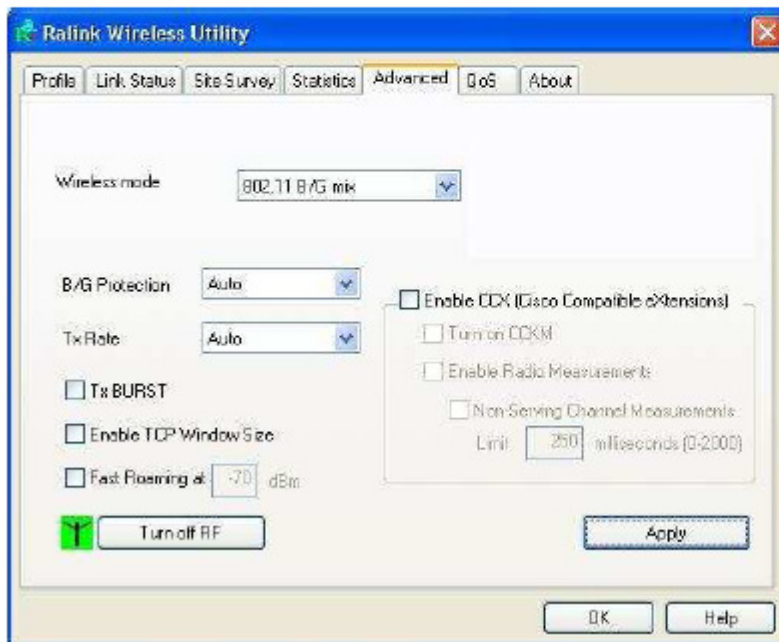 Ralink Wireless Utility
Profile Link Status Site Survey Statistics Advanced QoS About
Wireless mode 802.11 B/G mix
B/G Protection Auto
Enable CCX (Cisco Compatible eXtensions)
Tx Rate Auto
Turn on CCKM
Enable Radio Measurements
Tx BURST
Non-Serving Channel Measurements
Enable TCP Window Size
Limit 250 milliseconds (0-2000)
Fast Roaming at -70 dBm
Turn off RF Apply
OK Help